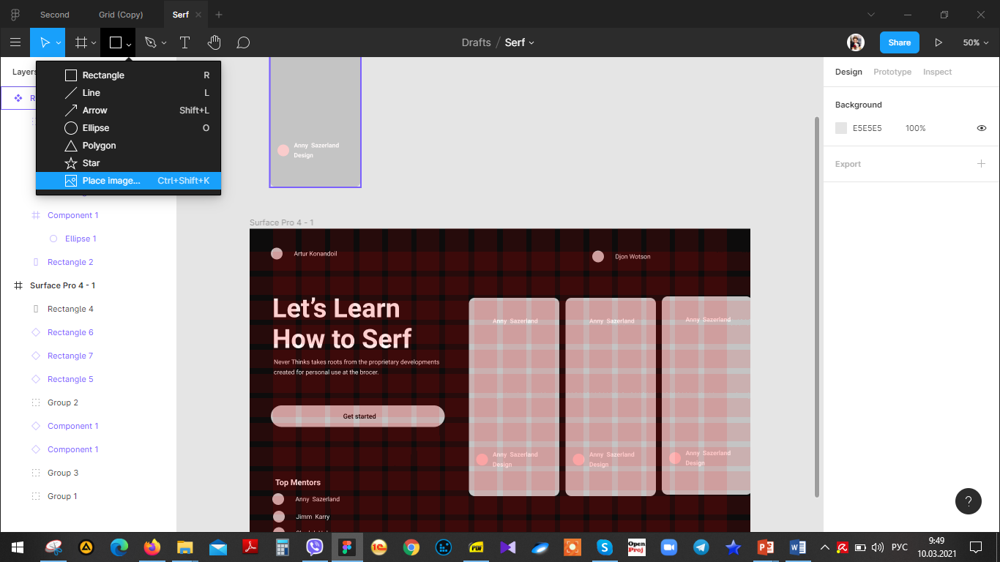 Second
Grid (Copy)
Serf
Drafts / Serf
Share
50%
Layers
Rectangle R
Line L
Arrow Shift+L
Ellipse O
Polygon
Star
Place image... Ctrl+Shift+K
Component 1
Ellipse 1
Rectangle 2
Surface Pro 4 - 1
Rectangle 4
Rectangle 6
Rectangle 7
Rectangle 5
Group 2
Component 1
Component 1
Group 3
Group 1
Anny Sazerland
Design
Surface Pro 4 - 1
Artur Konandoil
Djon Wotson
Let’s Learn
How to Serf
Never Thinks takes roots from the proprietary developments
created for personal use at the brocer.
Get started
Anny Sazerland
Anny Sazerland
Anny Sazerland
Anny Sazerland
Design
Anny Sazerland
Design
Anny Sazerland
Design
Top Mentors
Anny Sazerland
Jimm Karry
Design
Prototype
Inspect
Background
E5E5E5 100%
Export
?
PDF
Open
Proj
РУС
9:49
10.03.2021